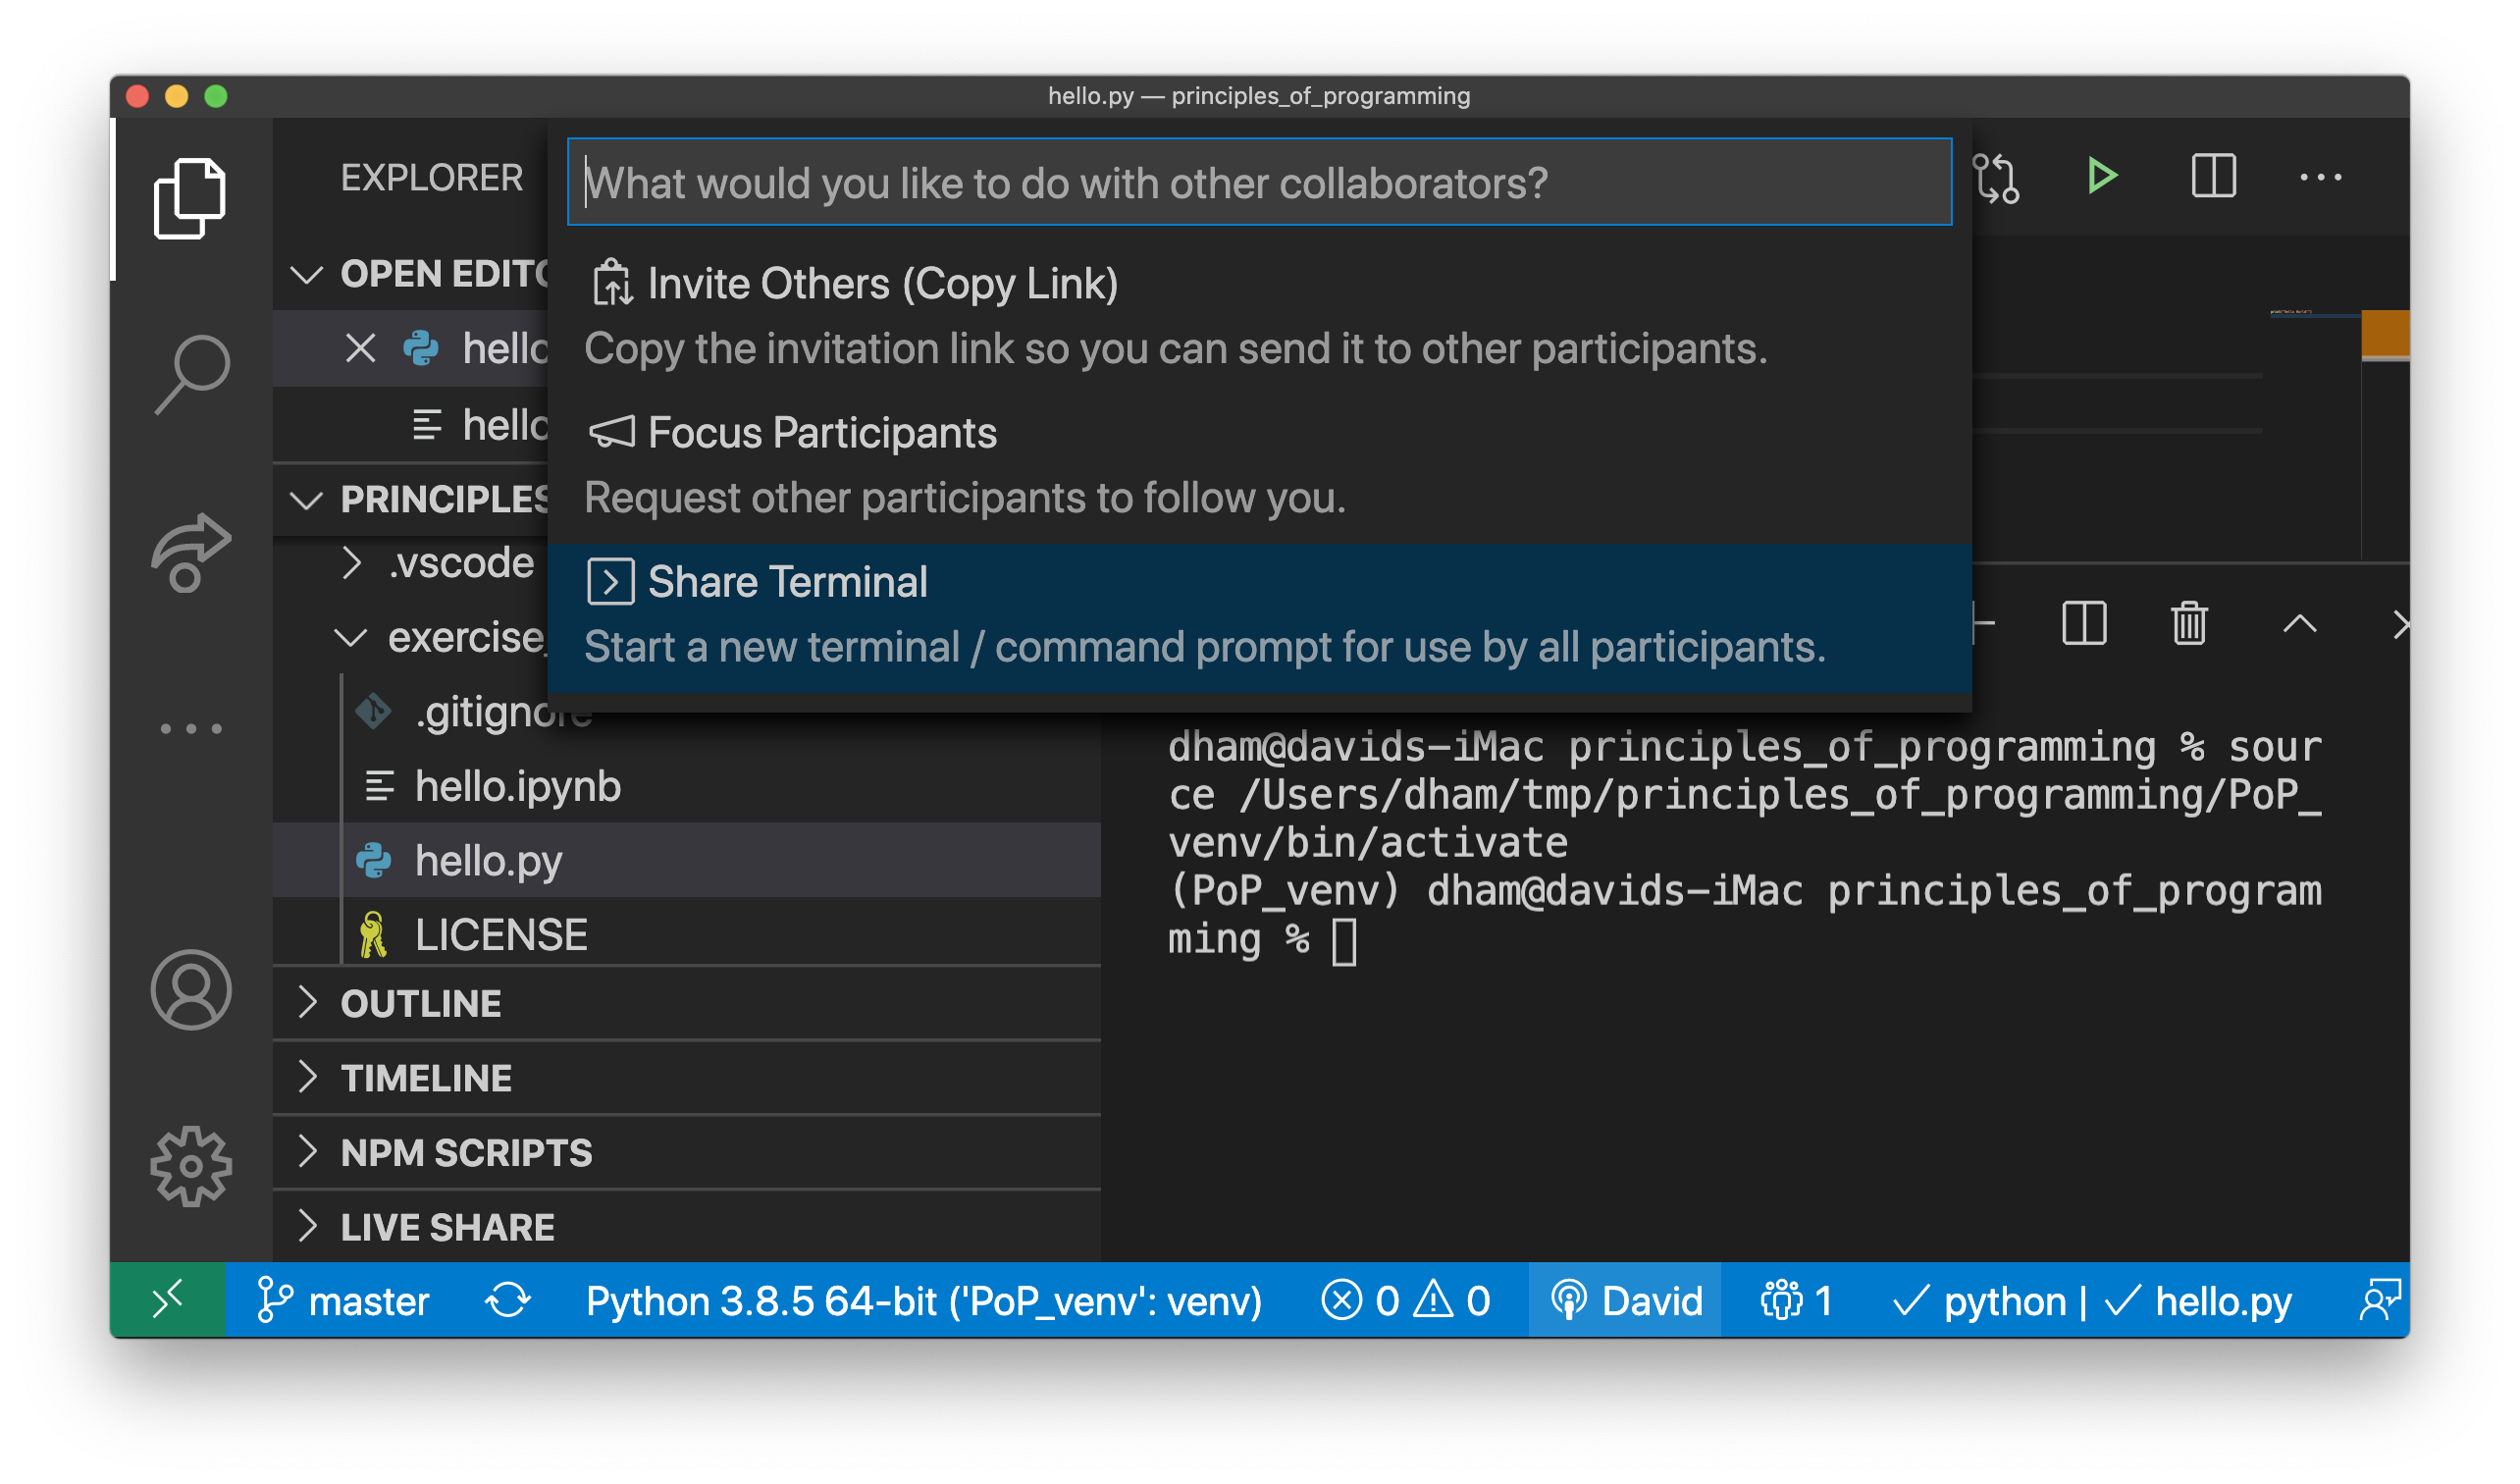 hello.py — principles_of_programming
EXPLORER
What would you like to do with other collaborators?
Invite Others (Copy Link)
Copy the invitation link so you can send it to other participants.
Focus Participants
Request other participants to follow you.
Share Terminal
Start a new terminal / command prompt for use by all participants.
OPEN EDITO
hello
hello
PRINCIPLES
.vscode
exercise_
.gitignore
hello.ipynb
hello.py
LICENSE
OUTLINE
TIMELINE
NPM SCRIPTS
LIVE SHARE
dham@davids-iMac principles_of_programming % sour
ce /Users/dham/tmp/principles_of_programming/PoP_
venv/bin/activate
(PoP_venv) dham@davids-iMac principles_of_program
ming %
master Python 3.8.5 64-bit ('PoP_venv': venv) 0 0 David 1 python | hello.py